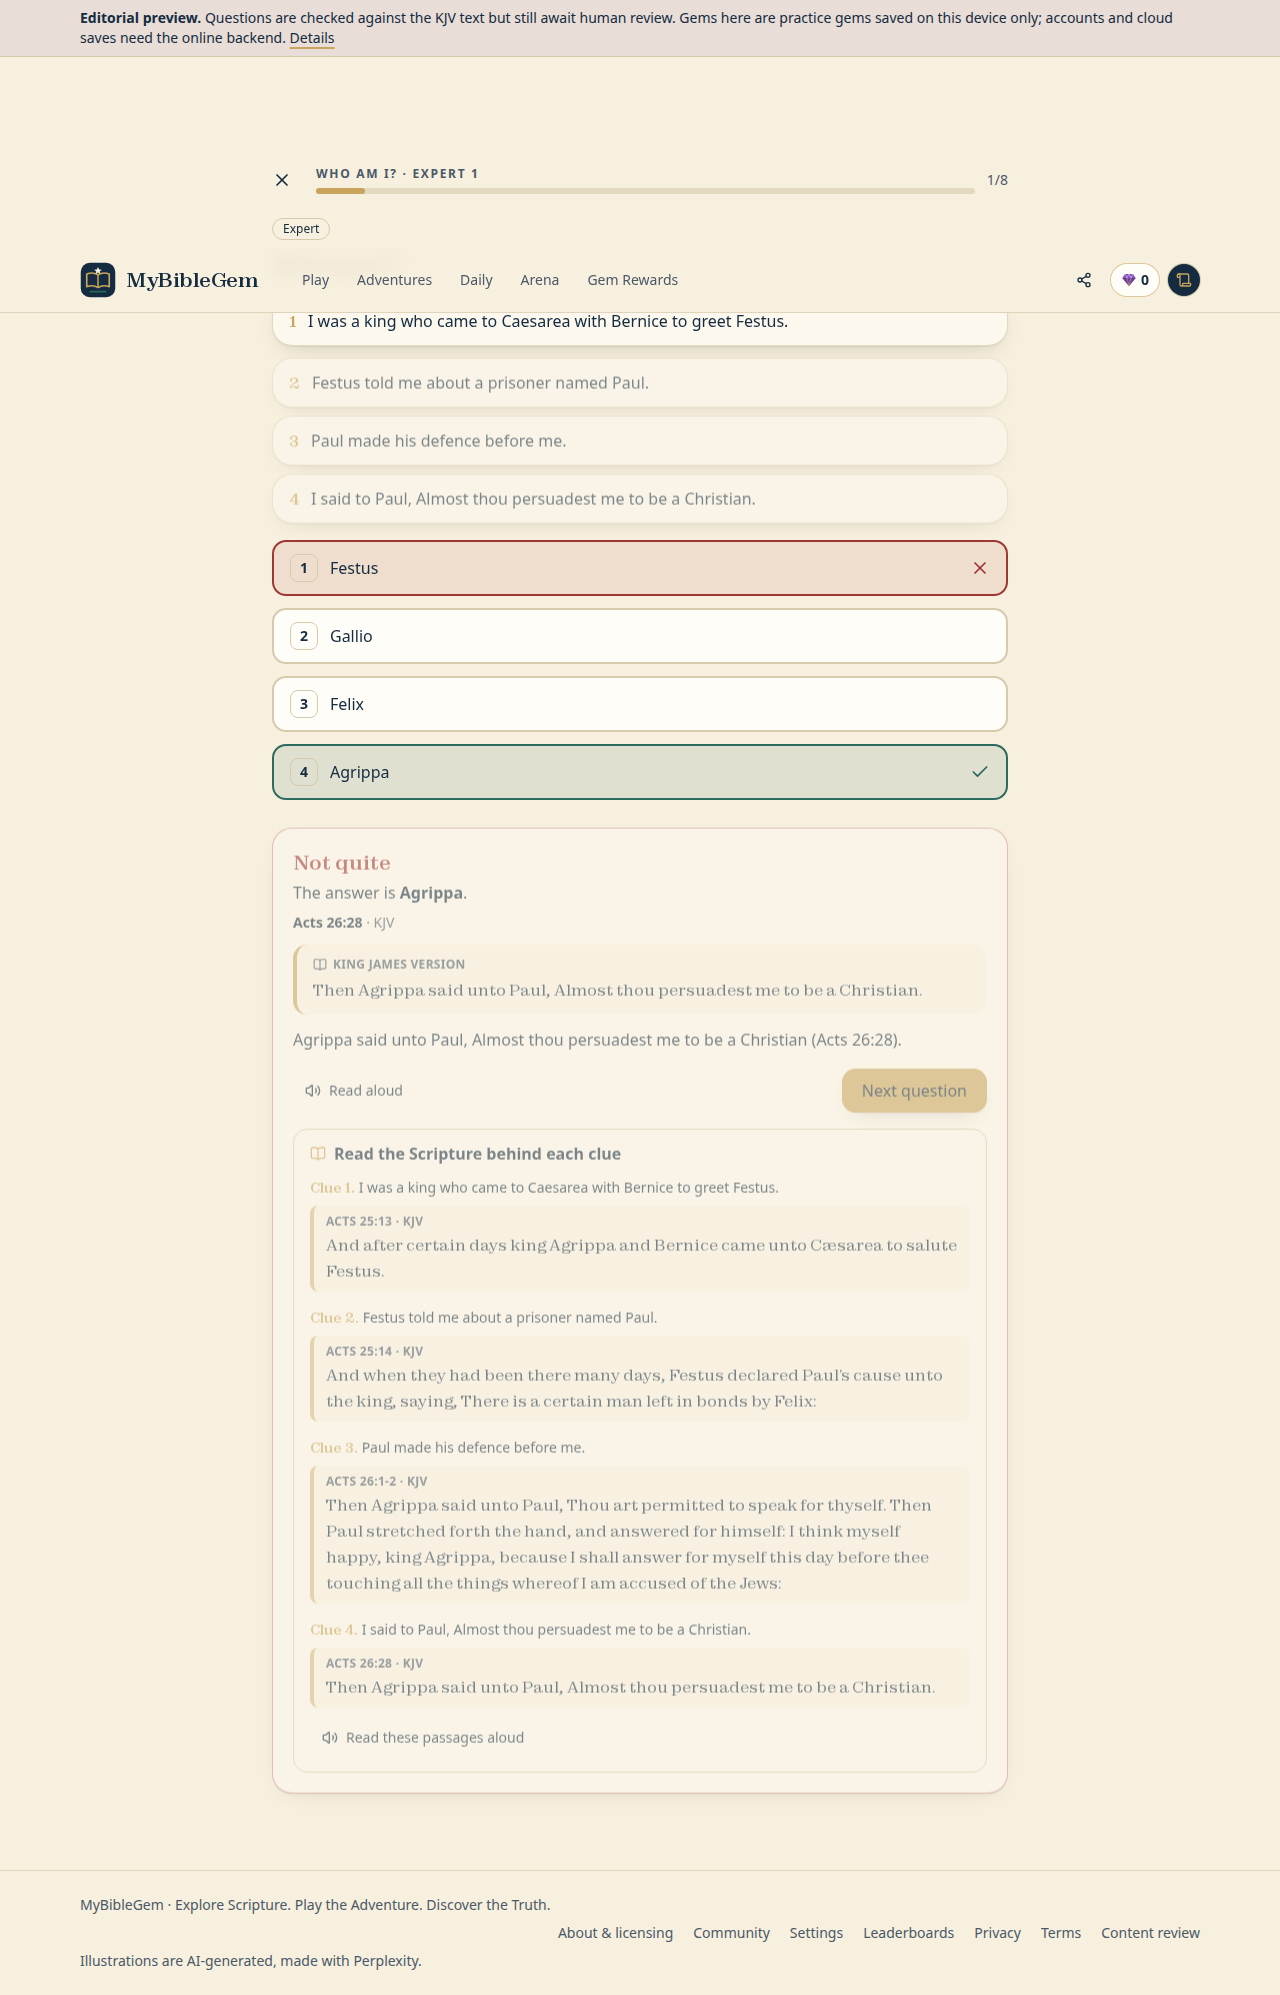 Editorial preview. Questions are checked against the KJV text but still await human review. Gems here are practice gems saved on this device only; accounts and cloud
saves need the online backend. Details
WHO AM I? · EXPERT 1
1/8
Expert
MyBibleGem
Play
Adventures
Daily
Arena
Gem Rewards
0
1 I was a king who came to Caesarea with Bernice to greet Festus.
2 Festus told me about a prisoner named Paul.
3 Paul made his defence before me.
4 I said to Paul, Almost thou persuadest me to be a Christian.
1 Festus
2 Gallio
3 Felix
4 Agrippa
Not quite
The answer is Agrippa.
Acts 26:28 · KJV
KING JAMES VERSION
Then Agrippa said unto Paul, Almost thou persuadest me to be a Christian.
Agrippa said unto Paul, Almost thou persuadest me to be a Christian (Acts 26:28).
Read aloud
Next question
Read the Scripture behind each clue
Clue 1. I was a king who came to Caesarea with Bernice to greet Festus.
ACTS 25:13 · KJV
And after certain days king Agrippa and Bernice came unto Cæsarea to salute
Festus.
Clue 2. Festus told me about a prisoner named Paul.
ACTS 25:14 · KJV
And when they had been there many days, Festus declared Paul's cause unto
the king, saying, There is a certain man left in bonds by Felix:
Clue 3. Paul made his defence before me.
ACTS 26:1-2 · KJV
Then Agrippa said unto Paul, Thou art permitted to speak for thyself. Then
Paul stretched forth the hand, and answered for himself: I think myself
happy, king Agrippa, because I shall answer for myself this day before thee
touching all the things whereof I am accused of the Jews:
Clue 4. I said to Paul, Almost thou persuadest me to be a Christian.
ACTS 26:28 · KJV
Then Agrippa said unto Paul, Almost thou persuadest me to be a Christian.
Read these passages aloud
MyBibleGem · Explore Scripture. Play the Adventure. Discover the Truth.
About & licensing
Community
Settings
Leaderboards
Privacy
Terms
Content review
Illustrations are AI-generated, made with Perplexity.